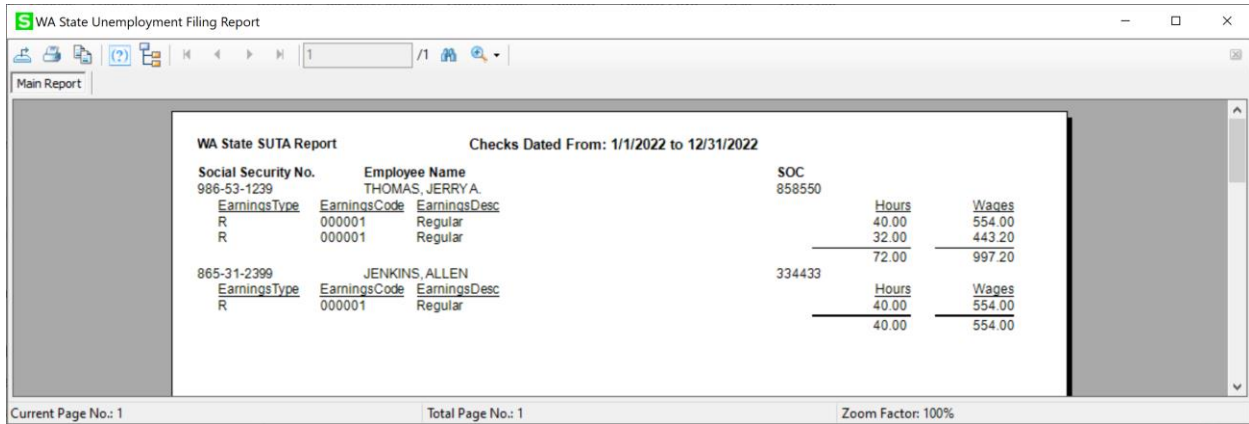 S WA State Unemployment Filing Report
(?) 1 /1
Main Report
WA State SUTA Report Checks Dated From: 1/1/2022 to 12/31/2022
Social Security No. Employee Name SOC
986-53-1239 THOMAS, JERRY A. 858550
EarningsType EarningsCode EarningsDesc Hours Wages
R 000001 Regular 40.00 554.00
R 000001 Regular 32.00 443.20
72.00 997.20
865-31-2399 JENKINS, ALLEN 334433
EarningsType EarningsCode EarningsDesc Hours Wages
R 000001 Regular 40.00 554.00
40.00 554.00
Current Page No.: 1 Total Page No.: 1 Zoom Factor: 100%